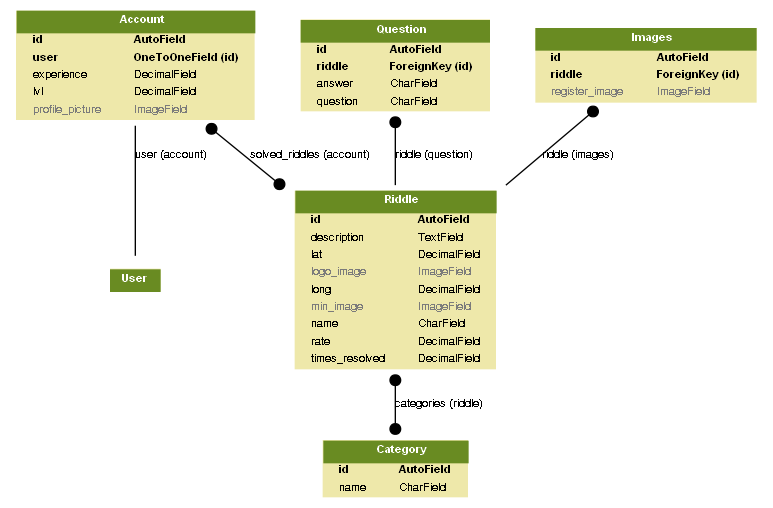 Account
id AutoField
user OneToOneField (id)
experience DecimalField
lvl DecimalField
profile_picture ImageField
Question
id AutoField
riddle ForeignKey (id)
answer CharField
question CharField
Images
id AutoField
riddle ForeignKey (id)
register_image ImageField
user (account)
solved_riddles (account)
riddle (question)
riddle (images)
User
Riddle
id AutoField
description TextField
lat DecimalField
logo_image ImageField
long DecimalField
min_image ImageField
name CharField
rate DecimalField
times_resolved DecimalField
categories (riddle)
Category
id AutoField
name CharField